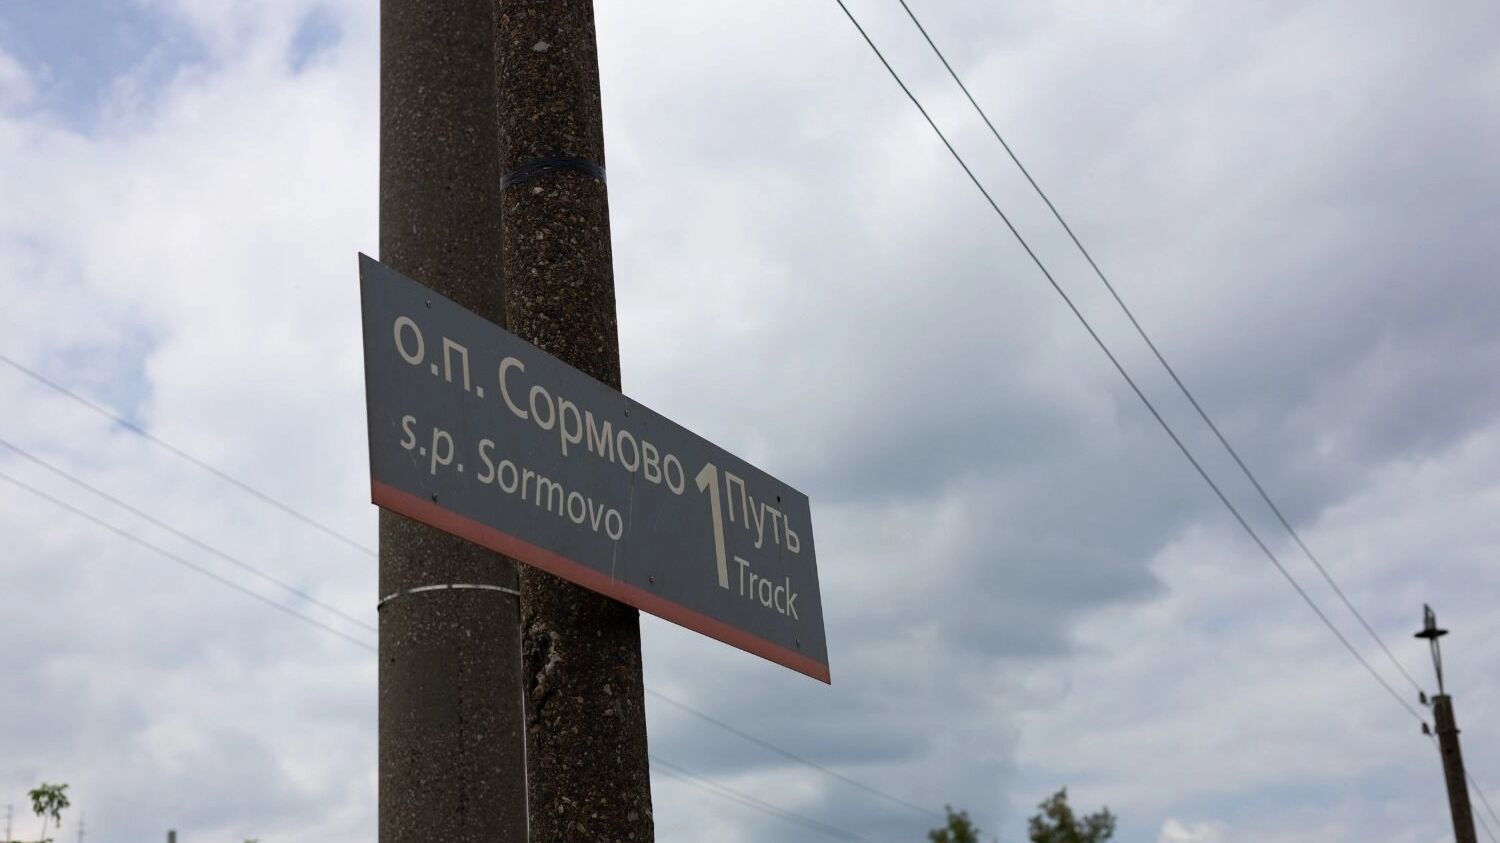 о.п. Сормово
s.p. Sormovo
1 Путь
Track